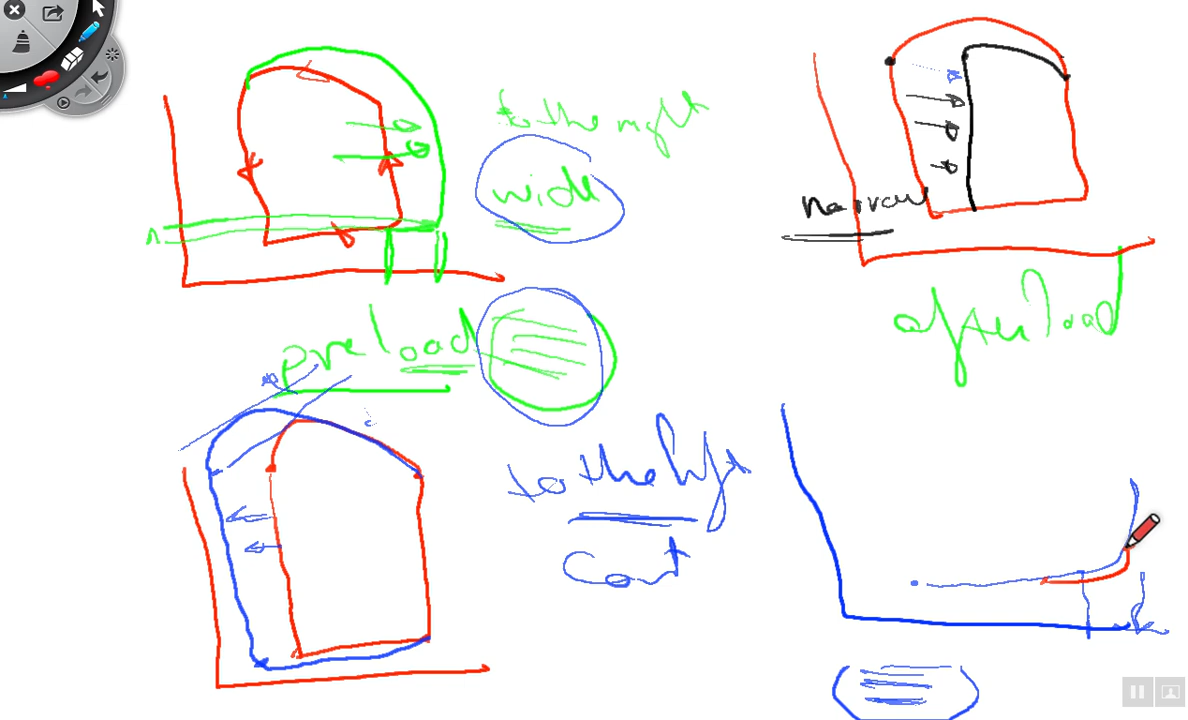 to the right
wide
narrow
preload
afterload
to the left
Cont